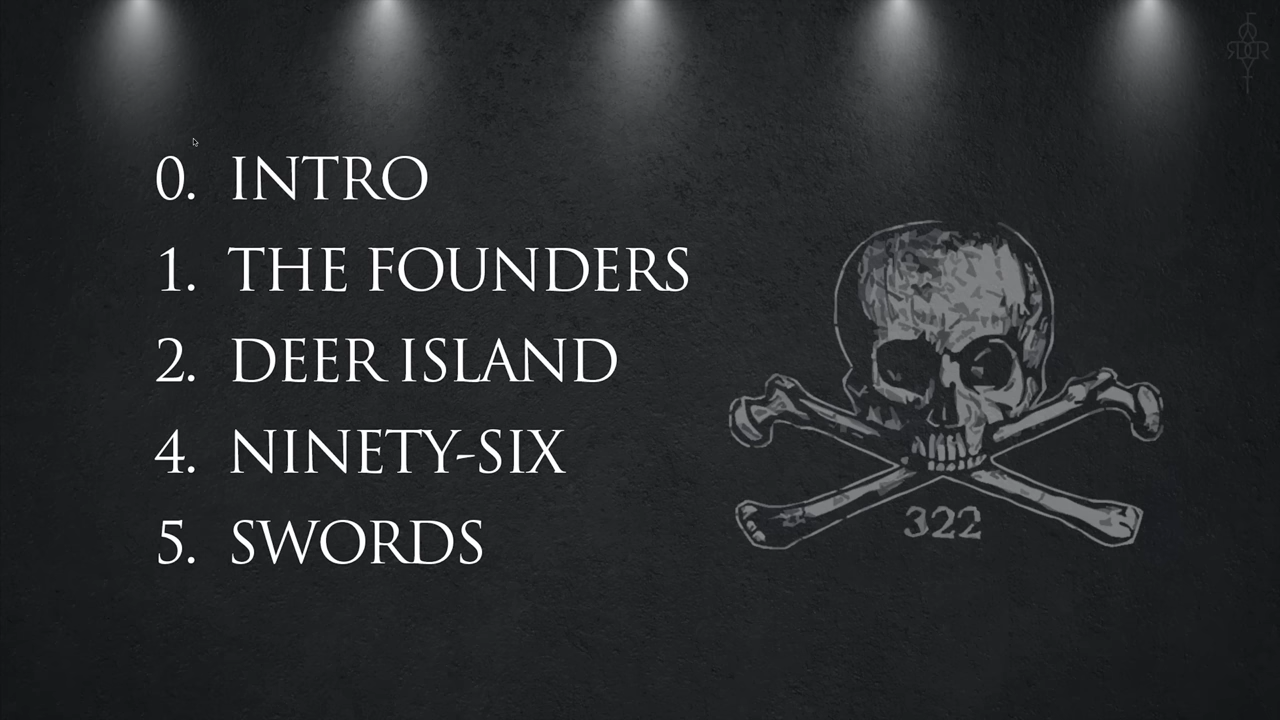 0. INTRO
1. THE FOUNDERS
2. DEER ISLAND
4. NINETY-SIX
5. SWORDS
322